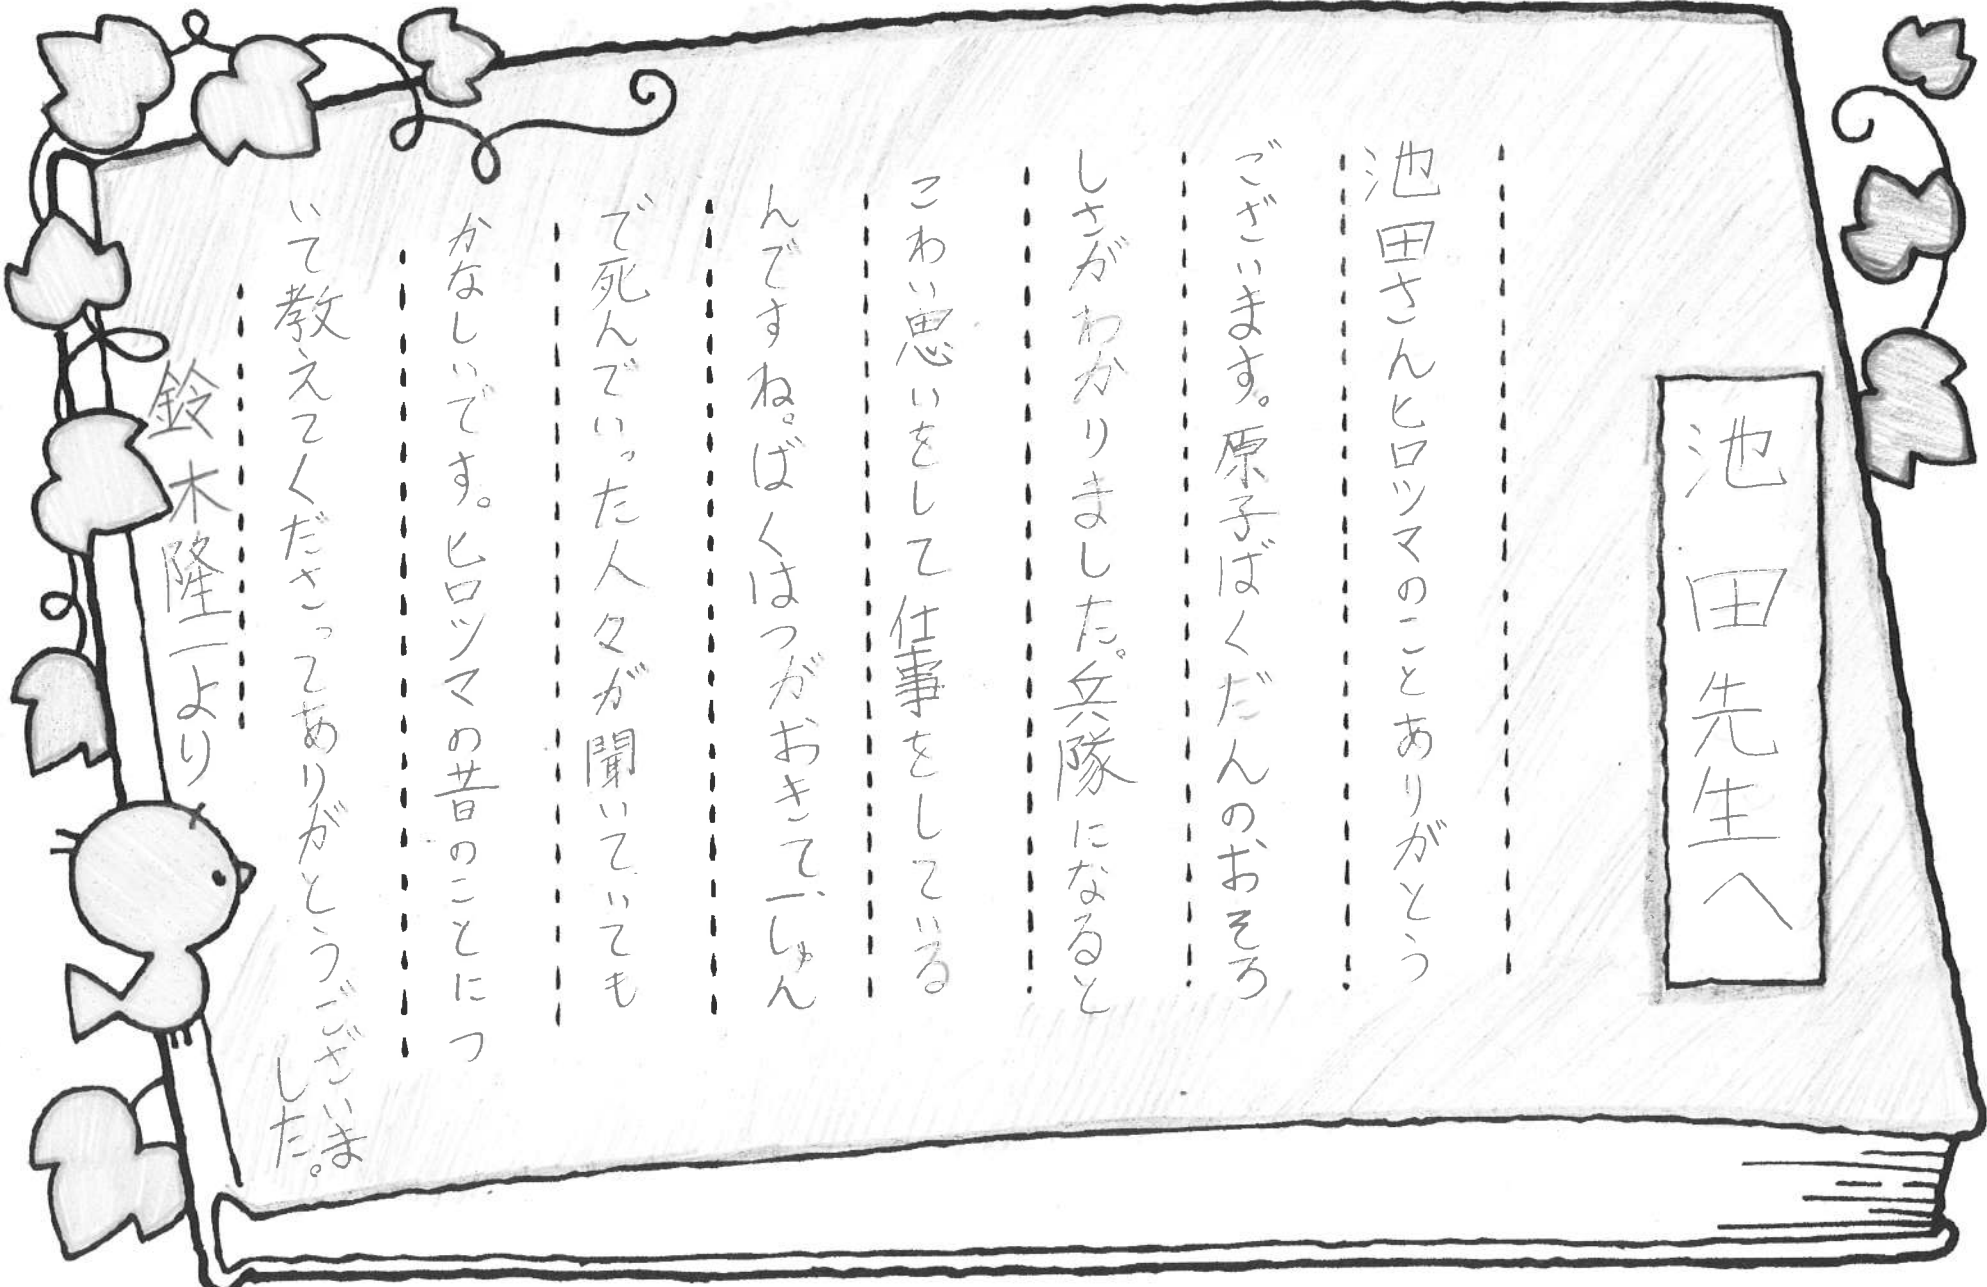 池田先生へ
池田さんヒロツマのことありがとう
ございます。原子ばくだんのおそろ
しさがわかりました。兵隊になると
こわい思いをして仕事をしている
んですね。ばくはつがおきて一しゅん
で死んでいった人々が聞いていても
かなしいです。ヒロツマの昔のことにつ
いて教えてくださってありがとうございま
した。
鈴木隆一より